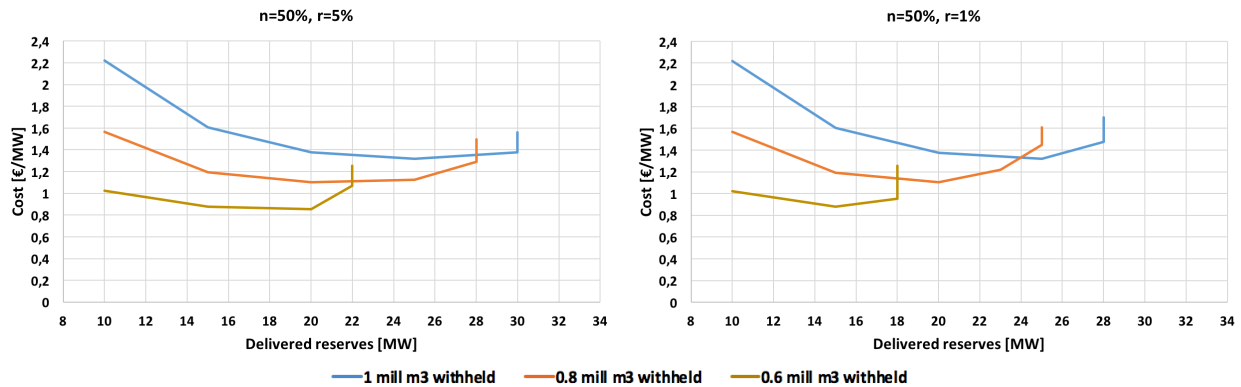 n=50%, r=5%
2,4
2,2
2
1,8
1,6
1,4
1,2
1
0,8
0,6
0,4
0,2
0
Cost [€/MW]
8 10 12 14 16 18 20 22 24 26 28 30 32 34
Delivered reserves [MW]
n=50%, r=1%
2,4
2,2
2
1,8
1,6
1,4
1,2
1
0,8
0,6
0,4
0,2
0
Cost [€/MW]
8 10 12 14 16 18 20 22 24 26 28 30 32 34
Delivered reserves [MW]
1 mill m3 withheld 0.8 mill m3 withheld 0.6 mill m3 withheld